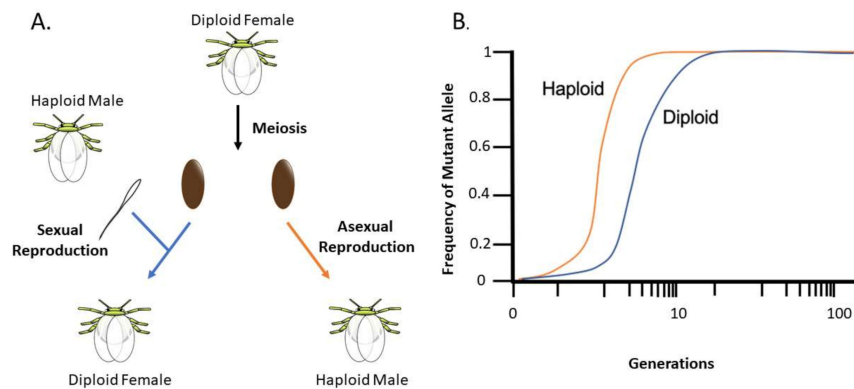 A.
Diploid Female
Haploid Male
Meiosis
Sexual
Reproduction
Asexual
Reproduction
Diploid Female
Haploid Male
B.
Frequency of Mutant Allele
1
0.8
0.6
0.4
0.2
0
Haploid
Diploid
0
10
100
Generations